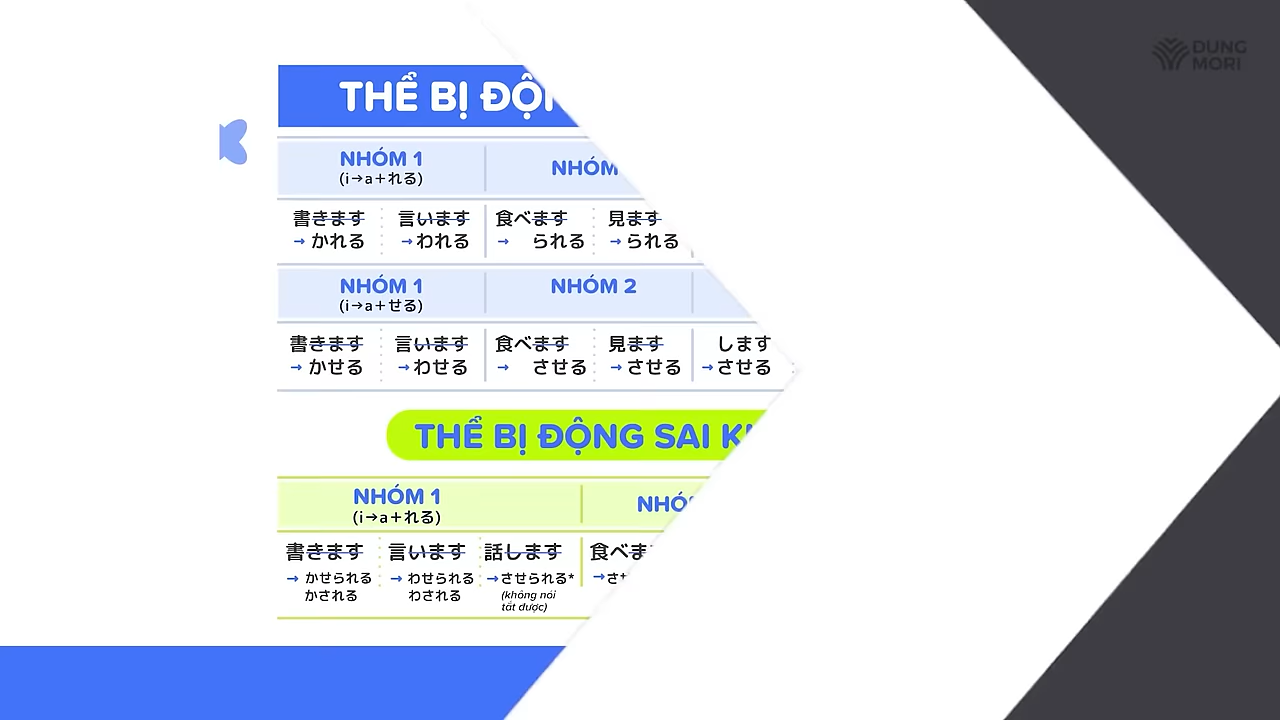 DUNG
MORI
THỂ BỊ ĐỘN
NHÓM 1
(i→a+れる)
NHÓM
書きます
言います
食べます
見ます
→ かれる
→われる
→ られる
→られる
NHÓM 1
(i→a+せる)
NHÓM 2
書きます
言います
食べます
見ます
します
→ かせる
→わせる
→ させる
→させる
→させる
THỂ BỊ ĐỘNG SAI
NHÓM 1
(i→a+れる)
NHÓ
書きます
言います
話します
食べま
→ かせられる
かされる
→ わせられる
わされる
→させられる*
(không nói
tắt được)
→さ